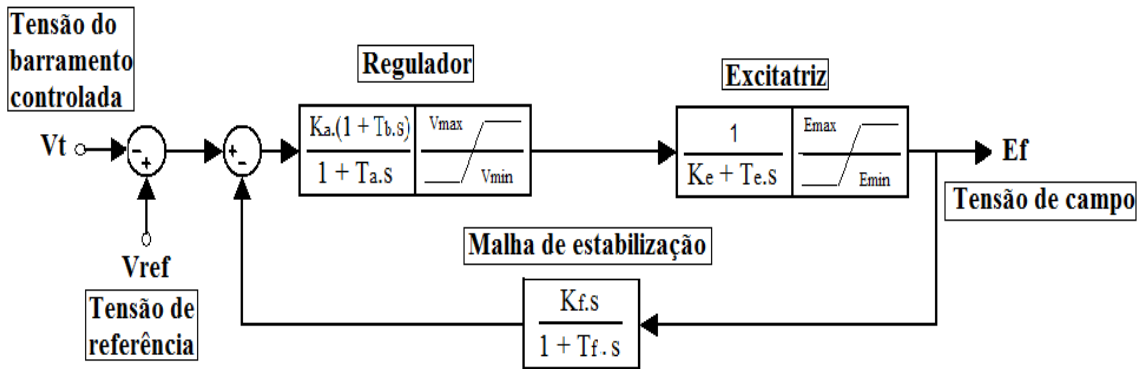 Tensão do
barramento
controlada
Vt
Vref
Tensão de
referência
- +
+ -
Regulador
Ka.(1 + Tb.s)
1 + Ta.s
Vmax
Vmin
Excitatriz
1
Ke + Te.s
Emax
Emin
Ef
Tensão de campo
Malha de estabilização
Kf.s
1 + Tf.s